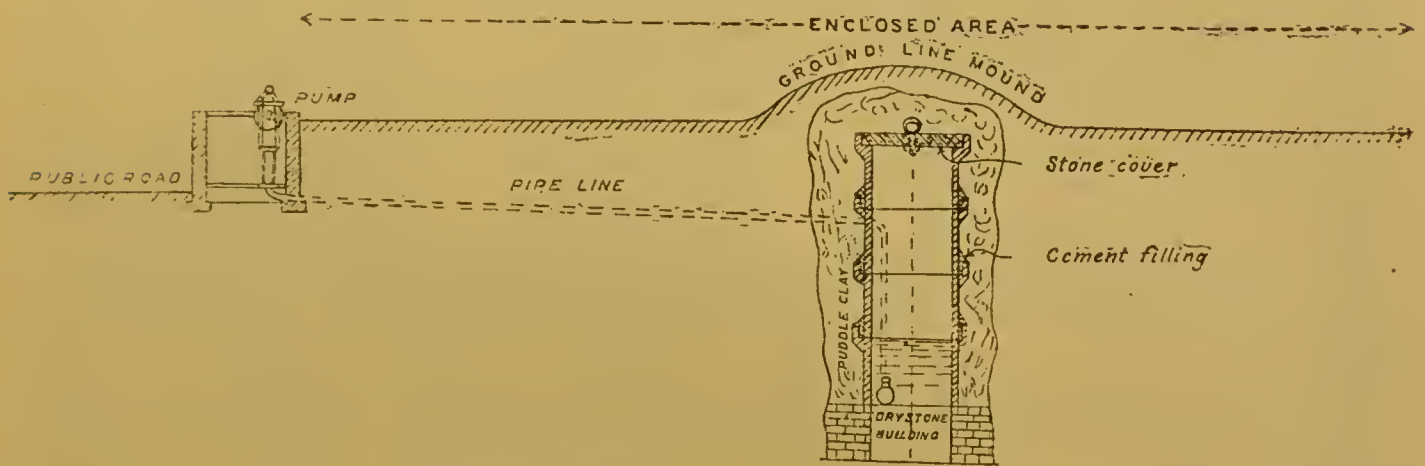 ENCLOSED AREA
GROUND LINE MOUND
PUMP
Stone cover.
PUBLIC ROAD
PIPE LINE
Cement filling
PUDDLE CLAY
DRYSTONE
BUILDING